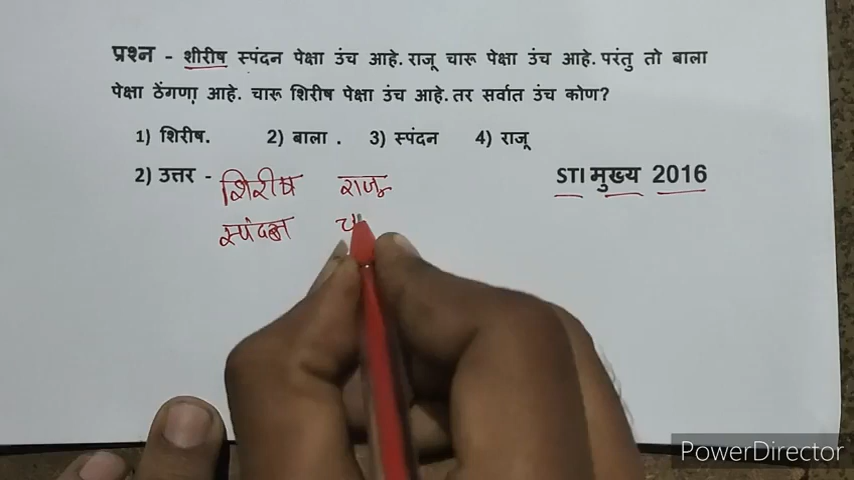 प्रश्न - शीरीष स्पंदन पेक्षा उंच आहे. राजू चारू पेक्षा उंच आहे. परंतु तो बाला
पेक्षा ठेंगणा आहे. चारू शिरीष पेक्षा उंच आहे. तर सर्वात उंच कोण?
1) शिरीष. 2) बाला . 3) स्पंदन 4) राजू
2) उत्तर - शिरीष राजू STI मुख्य 2016
स्पंदन च
PowerDirector